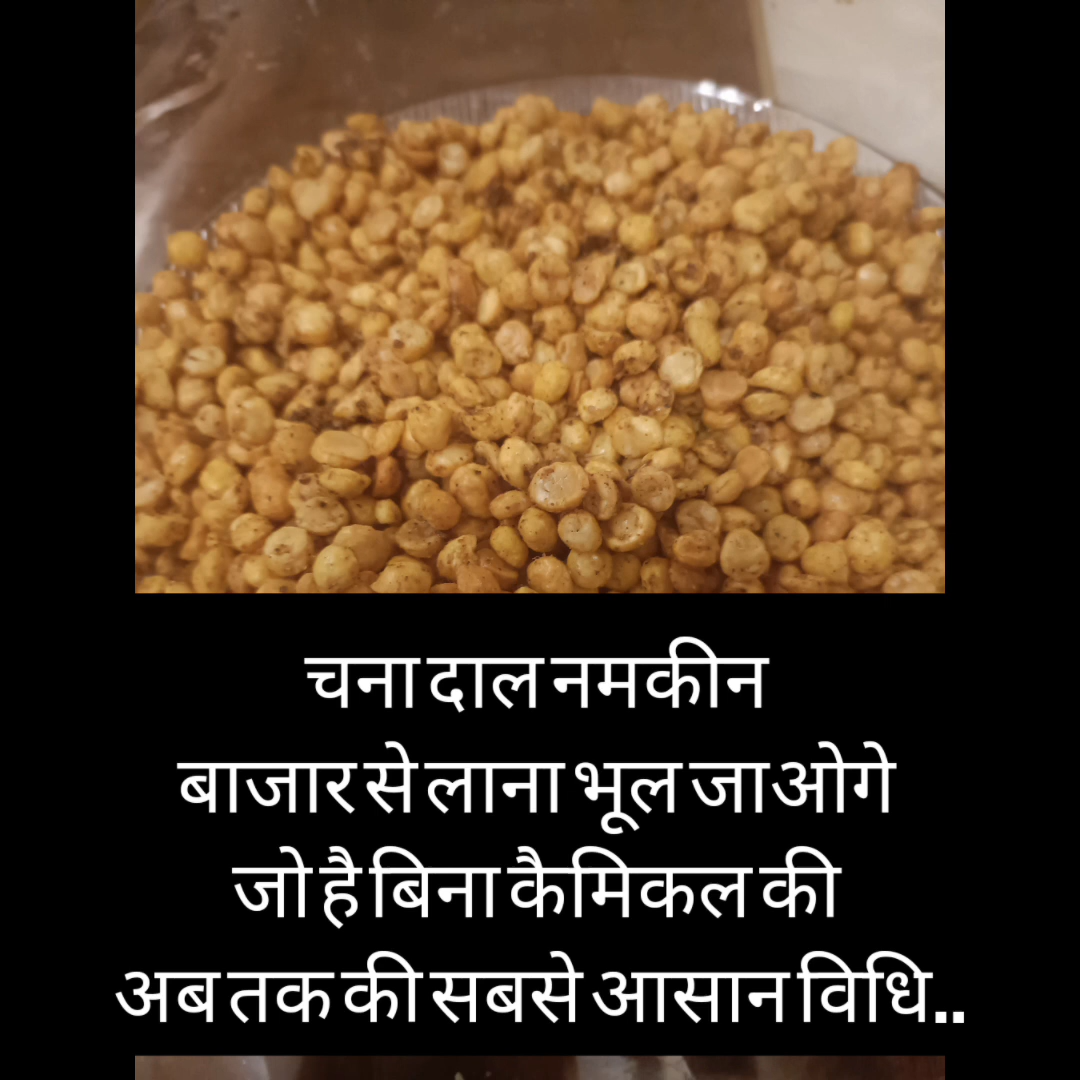 चना दाल नमकीन
बाजार से लाना भूल जाओगे
जो है बिना कैमिकल की
अब तक की सबसे आसान विधि..